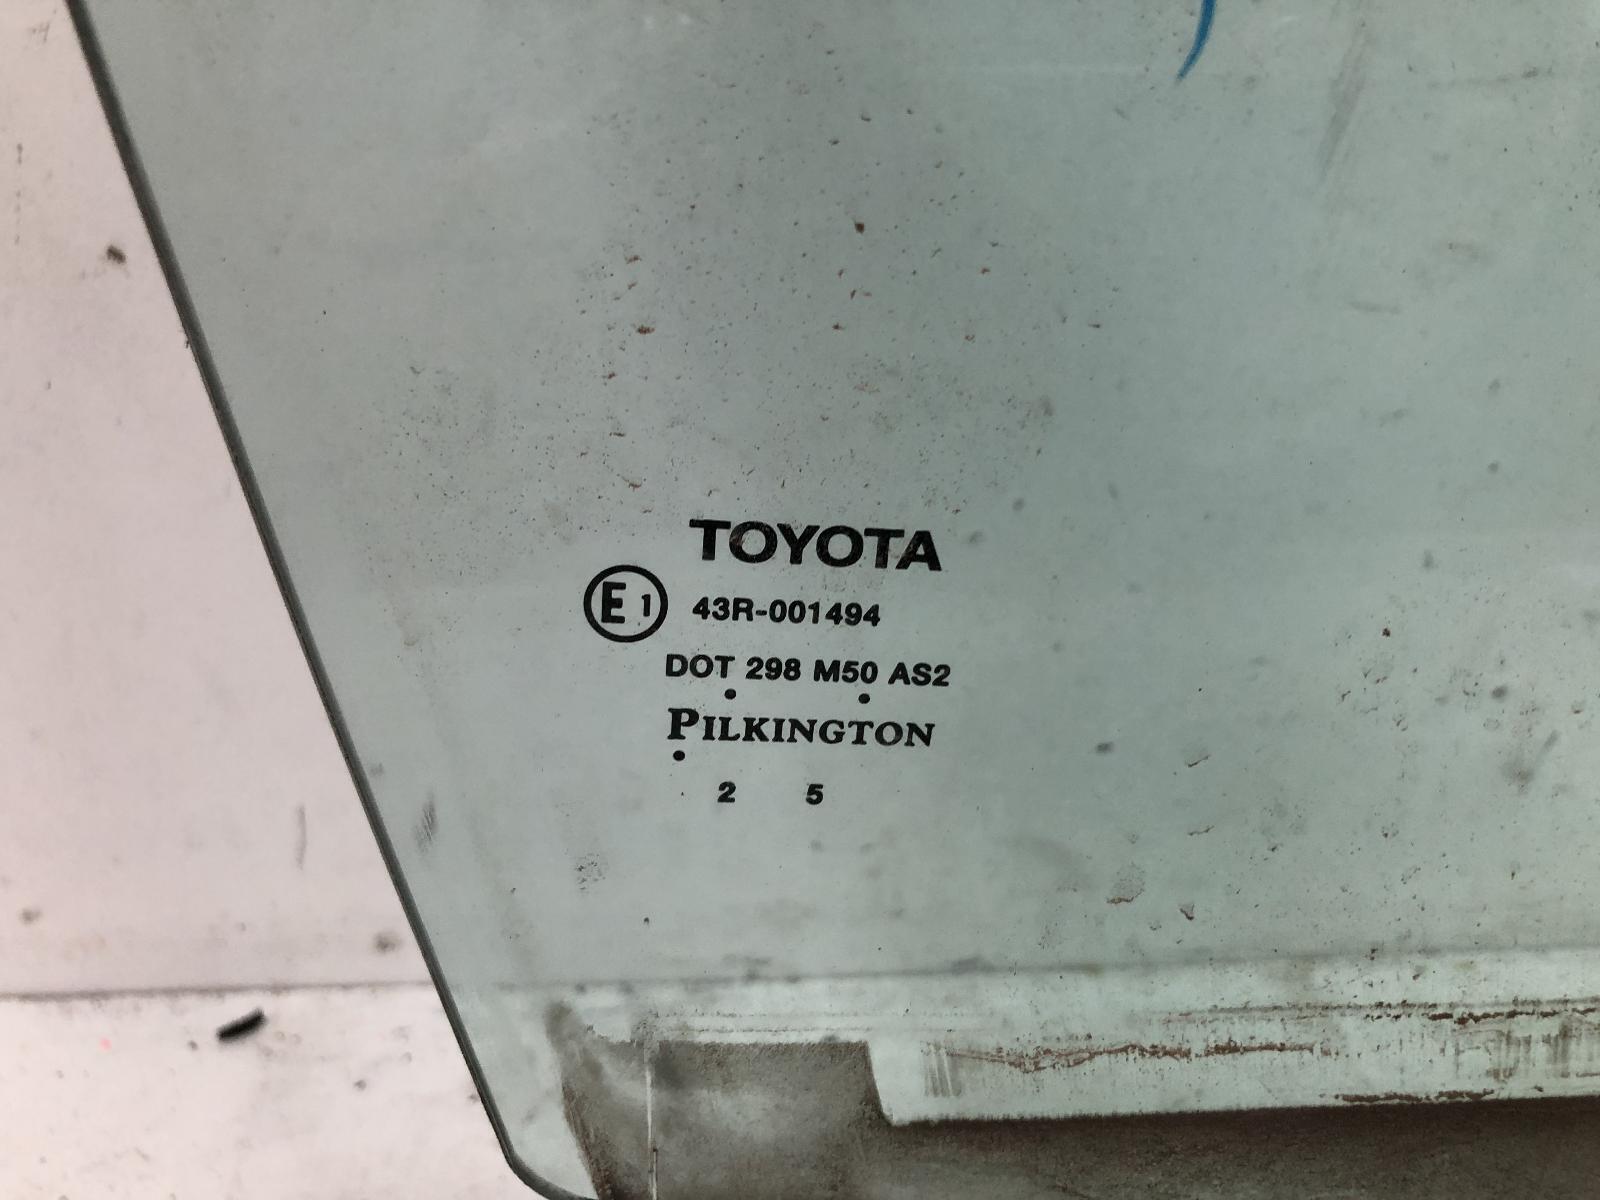 TOYOTA
E1 43R-001494
DOT 298 M50 AS2
PILKINGTON
2 5